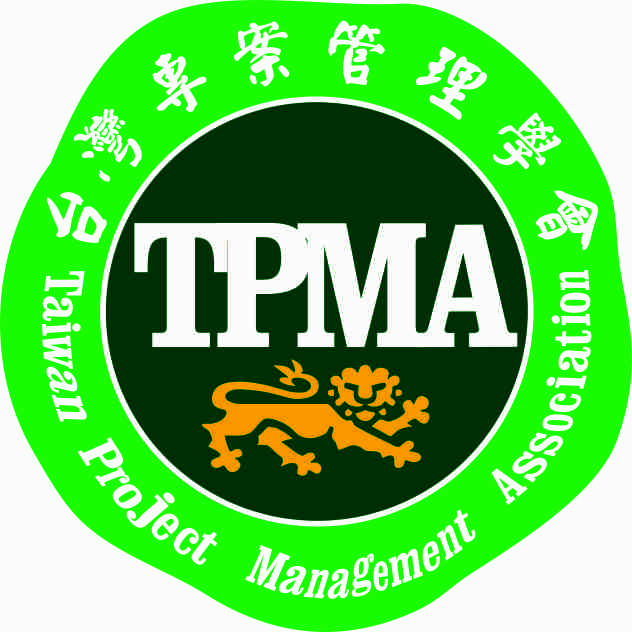 台灣專案管理學會
TPMA
Taiwan Project Management Association